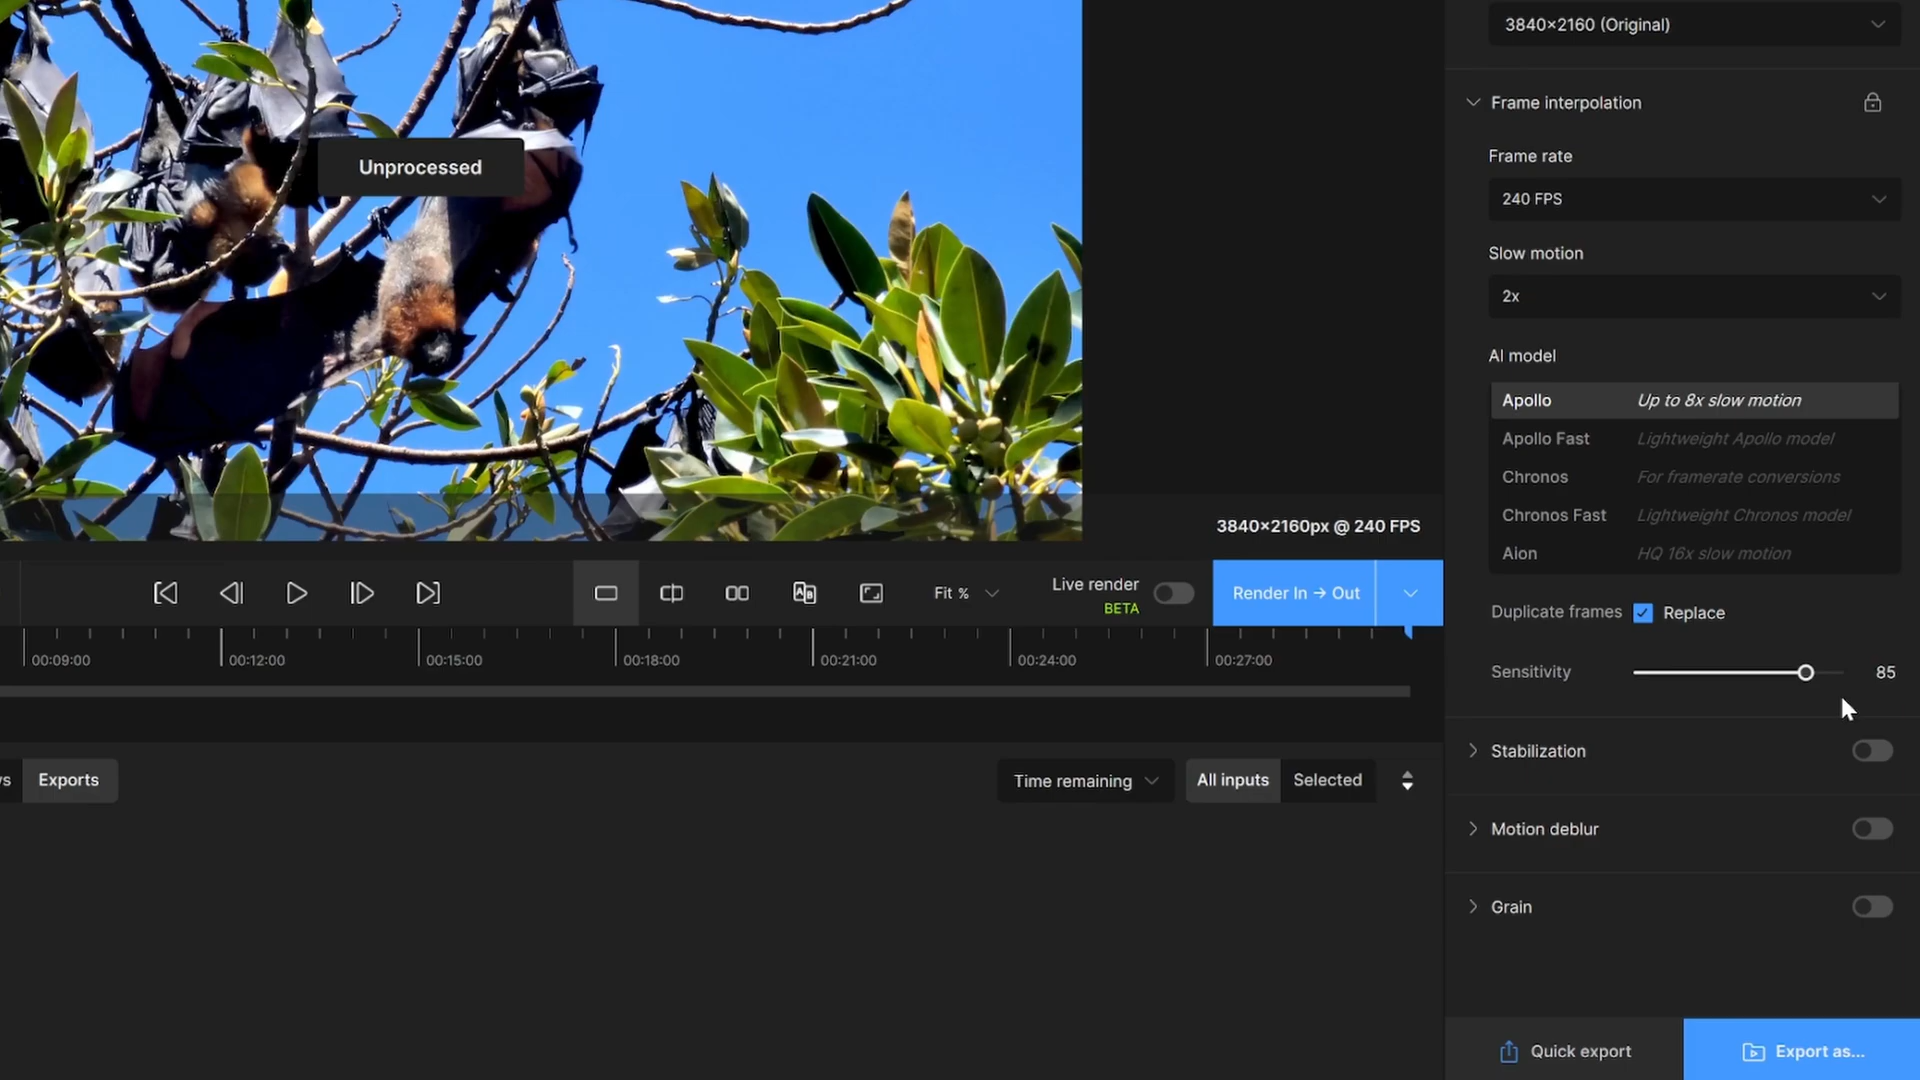 3840×2160 (Original)
Frame interpolation
Frame rate
240 FPS
Slow motion
2x
AI model
Apollo Up to 8x slow motion
Apollo Fast Lightweight Apollo model
Chronos For framerate conversions
Chronos Fast Lightweight Chronos model
Aion HQ 16x slow motion
Duplicate frames Replace
Sensitivity 85
Stabilization
Motion deblur
Grain
Quick export
Export as...
Unprocessed
3840×2160px @ 240 FPS
Fit %
Live render
BETA
Render In → Out
00:09:00 00:12:00 00:15:00 00:18:00 00:21:00 00:24:00 00:27:00
Exports
Time remaining
All inputs
Selected